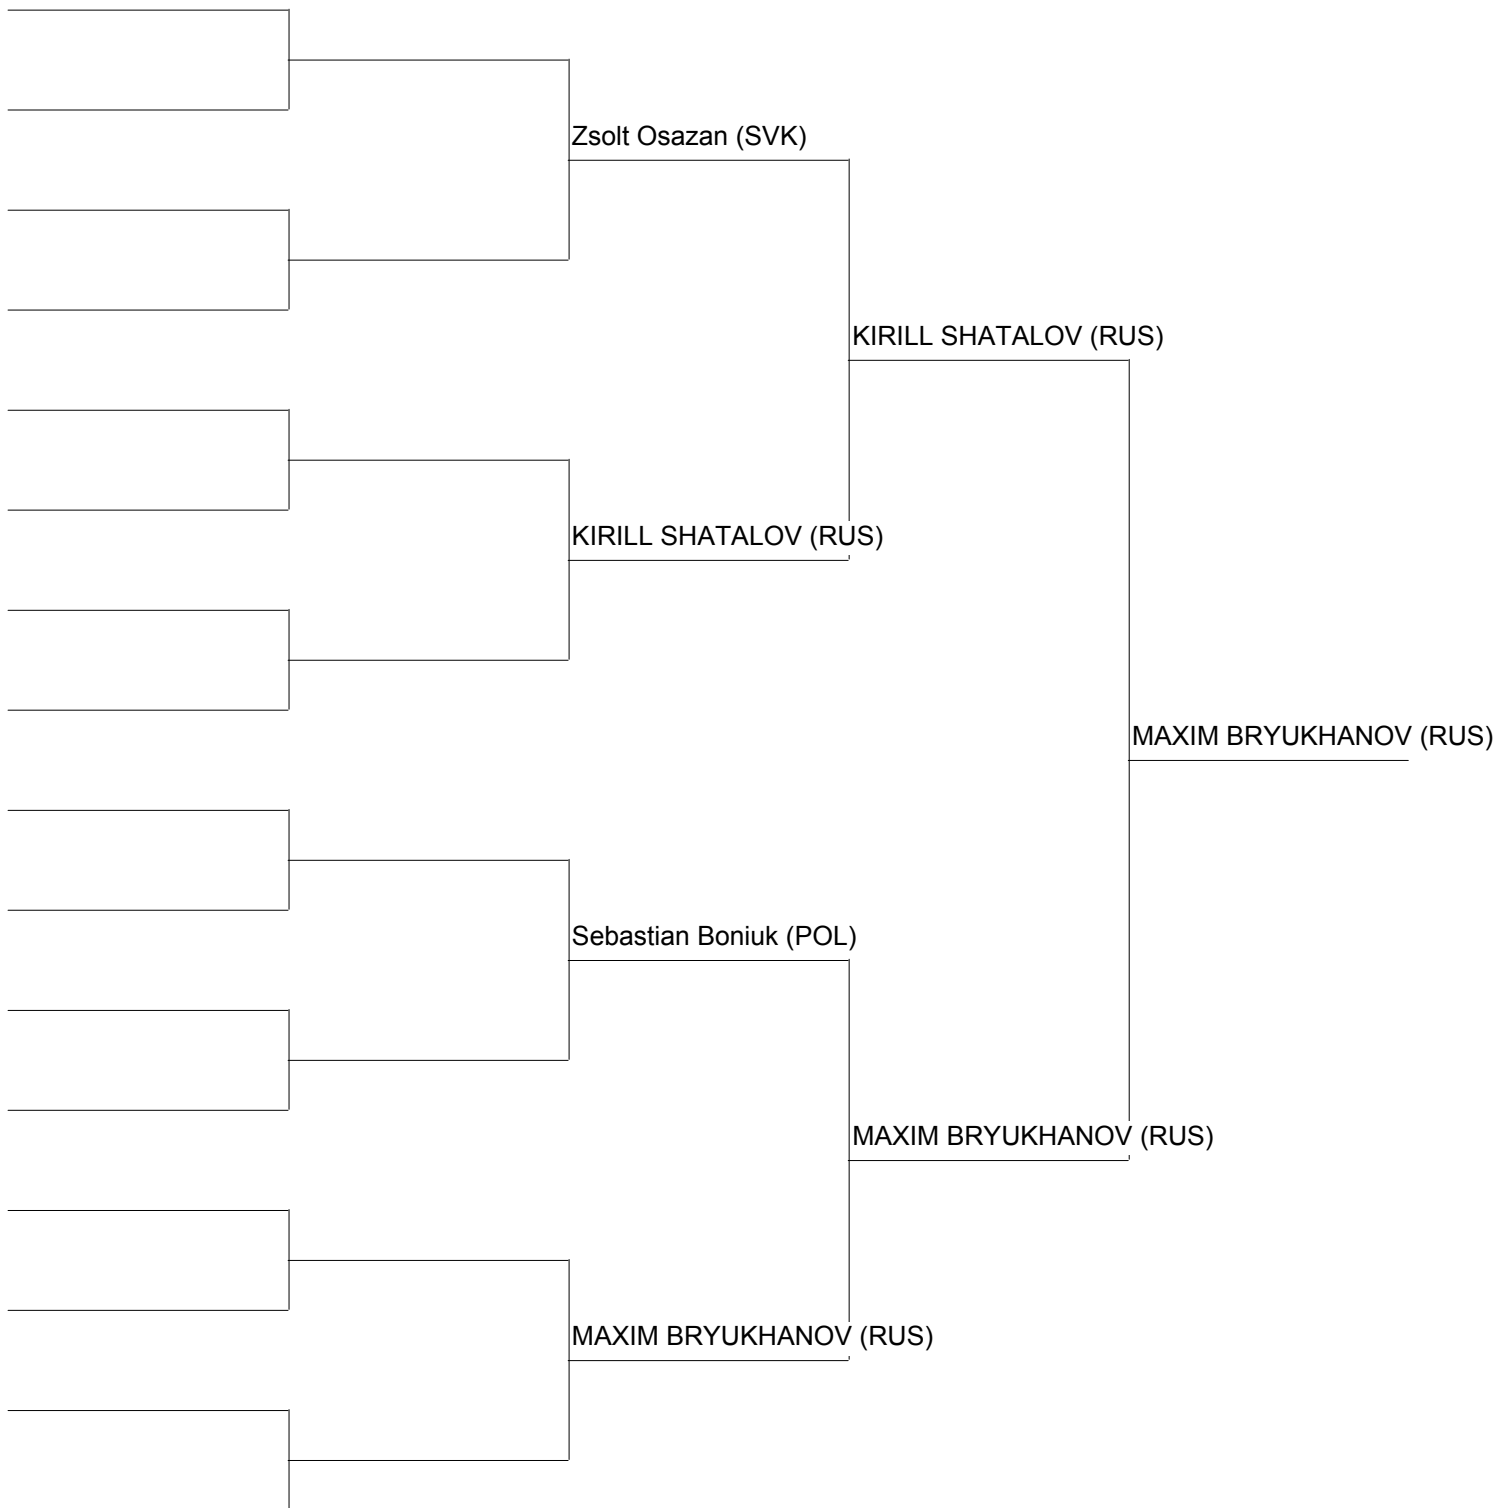 Zsolt Osazan (SVK)
KIRILL SHATALOV (RUS)
KIRILL SHATALOV (RUS)
MAXIM BRYUKHANOV (RUS)
Sebastian Boniuk (POL)
MAXIM BRYUKHANOV (RUS)
MAXIM BRYUKHANOV (RUS)